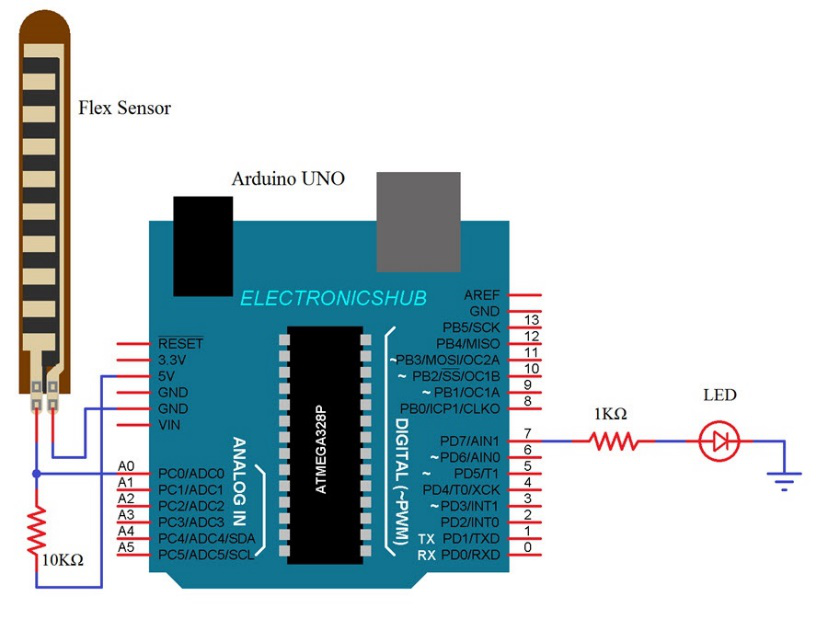 Flex Sensor
Arduino UNO
ELECTRONICSHUB
RESET
3.3V
5V
GND
GND
VIN
A0 PC0/ADC0
A1 PC1/ADC1
A2 PC2/ADC2
A3 PC3/ADC3
A4 PC4/ADC4/SDA
A5 PC5/ADC5/SCL
10KΩ
ANALOG IN
ATMEGA328P
DIGITAL (~PWM)
AREF
GND
PB5/SCK 13
PB4/MISO 12
~PB3/MOSI/OC2A 11
~ PB2/SS/OC1B 10
~ PB1/OC1A 9
PB0/ICP1/CLKO 8
PD7/AIN1 7
~PD6/AIN0 6
~ PD5/T1 5
PD4/T0/XCK 4
~PD3/INT1 3
PD2/INT0 2
TX PD1/TXD 1
RX PD0/RXD 0
1KΩ
LED